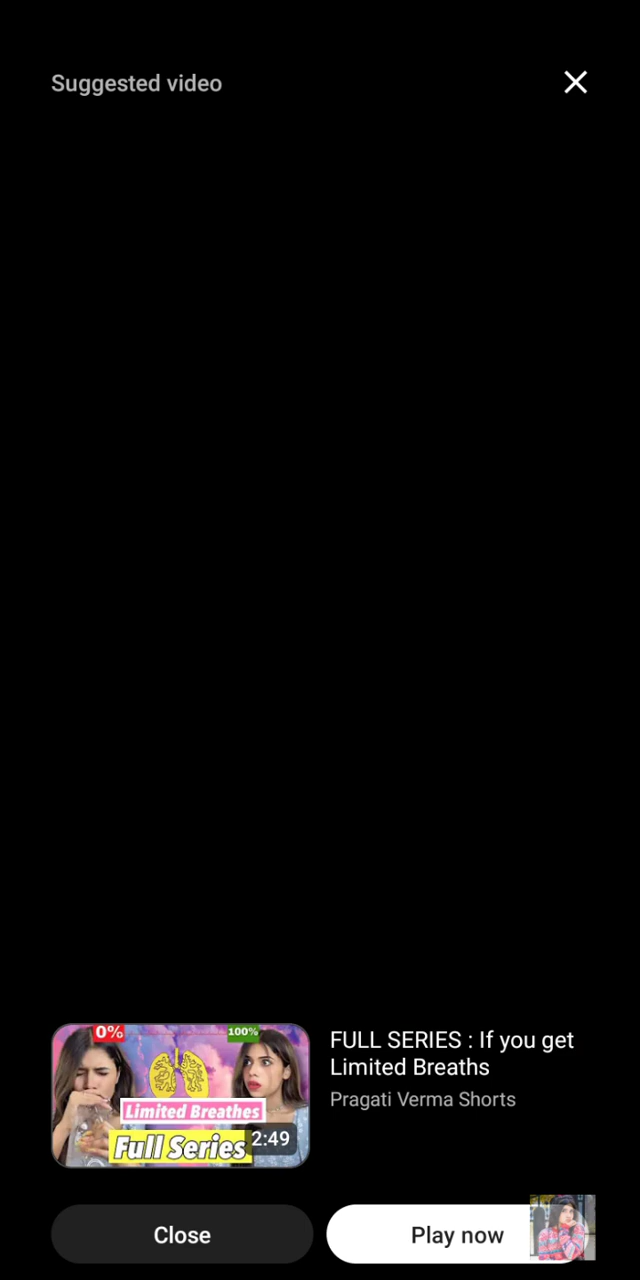 Suggested video
0%
100%
Limited Breathes
Full Series
2:49
FULL SERIES : If you get
Limited Breaths
Pragati Verma Shorts
Close
Play now